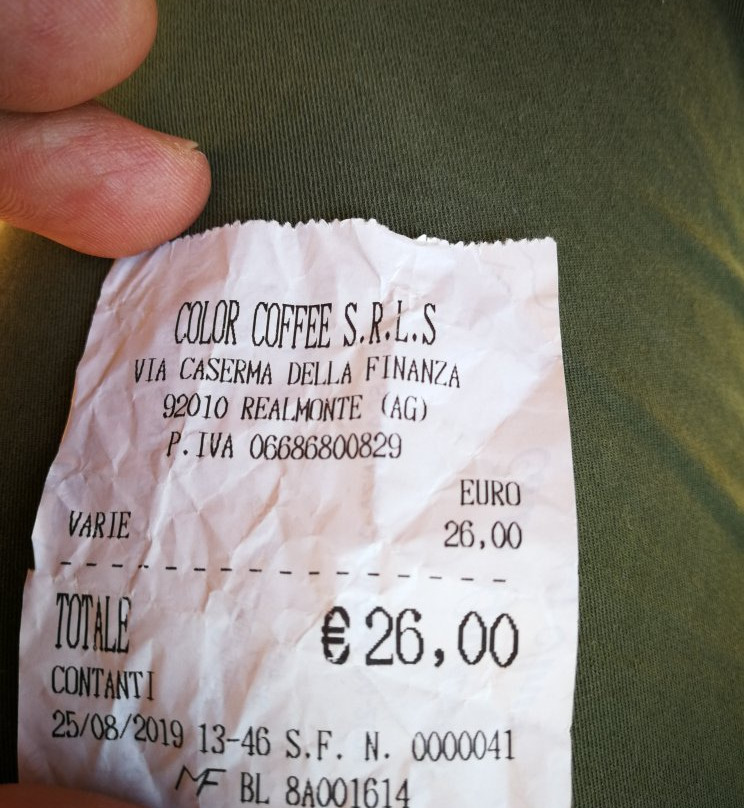 COLOR COFFEE S.R.L.S
VIA CASERMA DELLA FINANZA
92010 REALMONTE (AG)
P.IVA 06686800829
EURO
VARIE 26,00
TOTALE €26,00
CONTANTI
25/08/2019 13-46 S.F. N. 0000041
MF BL 8A001614